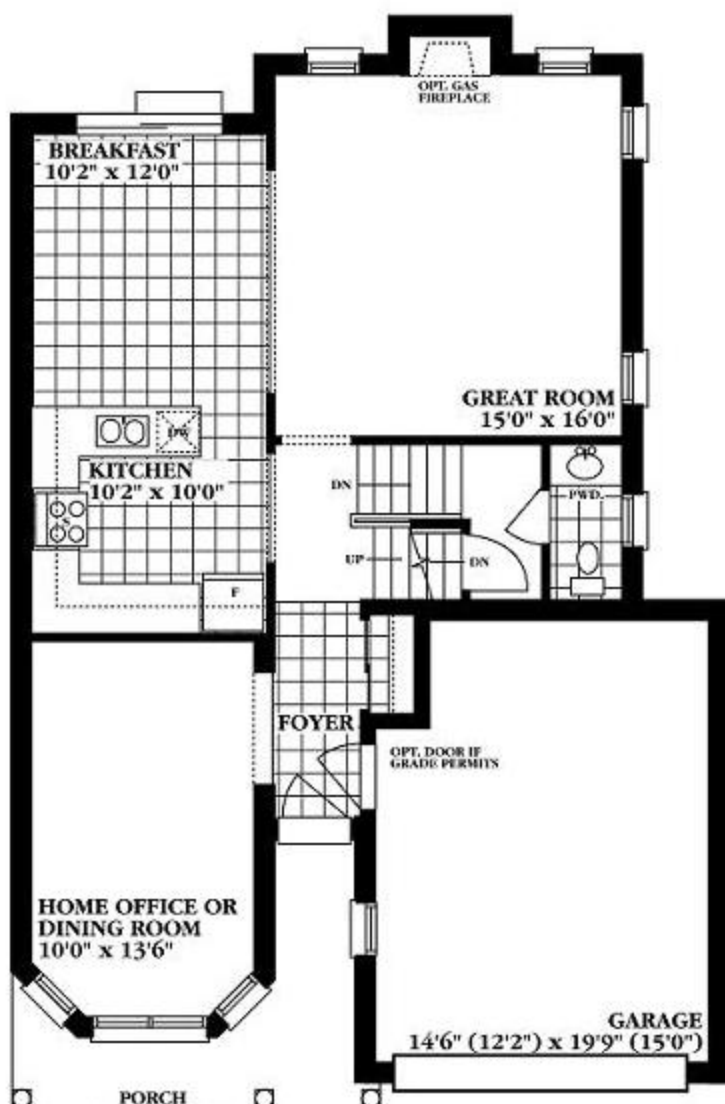 OPT. GAS
FIREPLACE
BREAKFAST
10'2" x 12'0"
GREAT ROOM
15'0" x 16'0"
DW
KITCHEN
10'2" x 10'0"
S
F
DN
UP
DN
PWD.
FOYER
OPT. DOOR IF
GRADE PERMITS
HOME OFFICE OR
DINING ROOM
10'0" x 13'6"
GARAGE
14'6" (12'2") x 19'9" (15'0")
PORCH